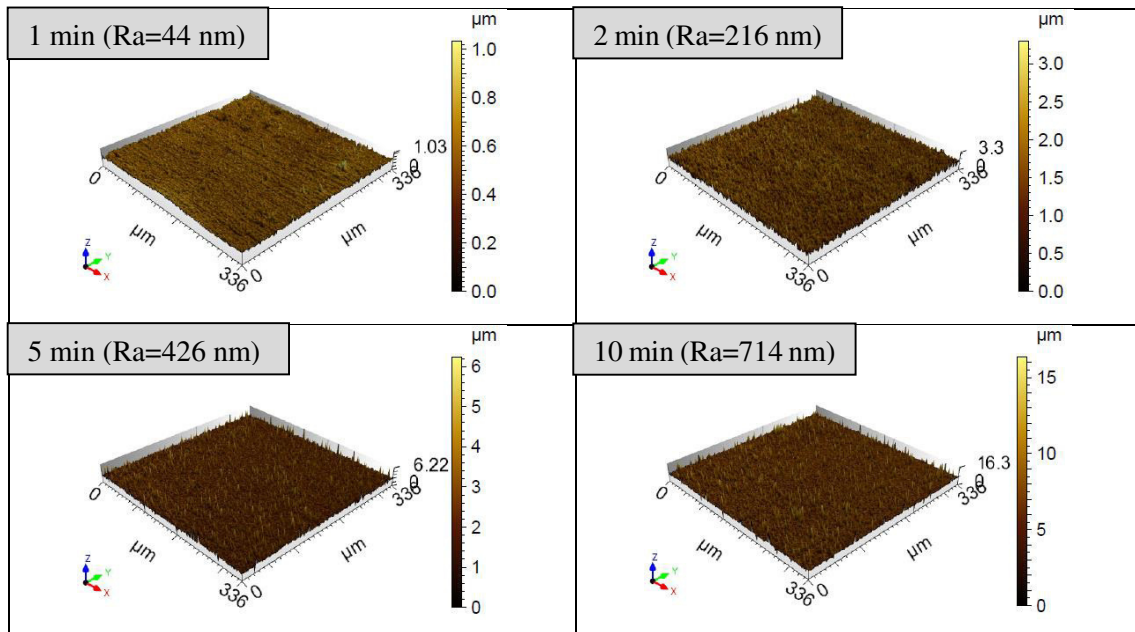 1 min (Ra=44 nm)
µm
1.0
0.8
0.6
0.4
0.2
0.0
1.03
0
336
0
µm
µm
336
0
Z
Y
X
2 min (Ra=216 nm)
µm
3.0
2.5
2.0
1.5
1.0
0.5
0.0
3.3
0
336
0
µm
µm
336
0
Z
Y
X
5 min (Ra=426 nm)
µm
6
5
4
3
2
1
0
6.22
0
336
0
µm
µm
336
0
Z
Y
X
10 min (Ra=714 nm)
µm
15
10
5
0
16.3
0
336
0
µm
µm
336
0
Z
Y
X